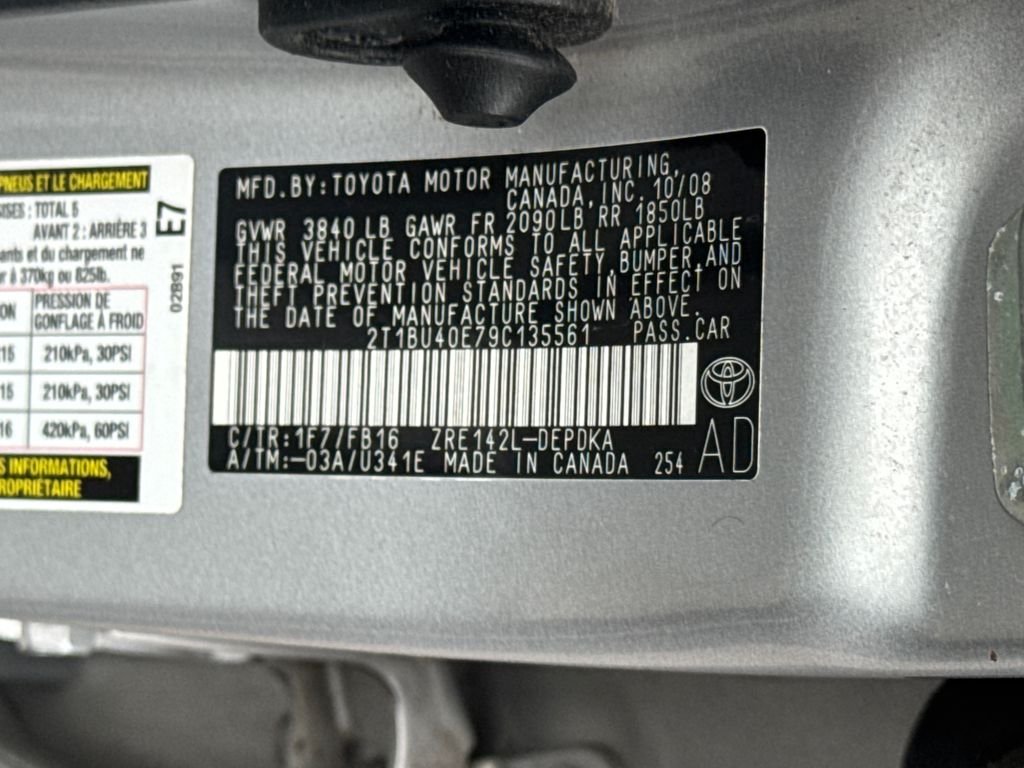 PNEUS ET LE CHARGEMENT
: TOTAL 5
AVANT 2 : ARRIÈRE 3
et du chargement ne
à 370kg ou 825lb.
E7
02B91
PRESSION DE
GONFLAGE À FROID
15 210kPa, 30PSI
15 210kPa, 30PSI
16 420kPa, 60PSI
INFORMATIONS,
MFD.BY:TOYOTA MOTOR MANUFACTURING,
CANADA, INC. 10/08
GVWR 3840 LB GAWR FR 2090LB RR 1850LB
THIS VEHICLE CONFORMS TO ALL APPLICABLE
FEDERAL MOTOR VEHICLE SAFETY,BUMPER,AND
THEFT PREVENTION STANDARDS IN EFFECT ON
THE DATE OF MANUFACTURE SHOWN ABOVE.
2T1BU40E79C135561 PASS.CAR
C/TR:1F7/FB16 ZRE142L-DEPDKA
A/TM:-03A/U341E MADE IN CANADA 254
AD